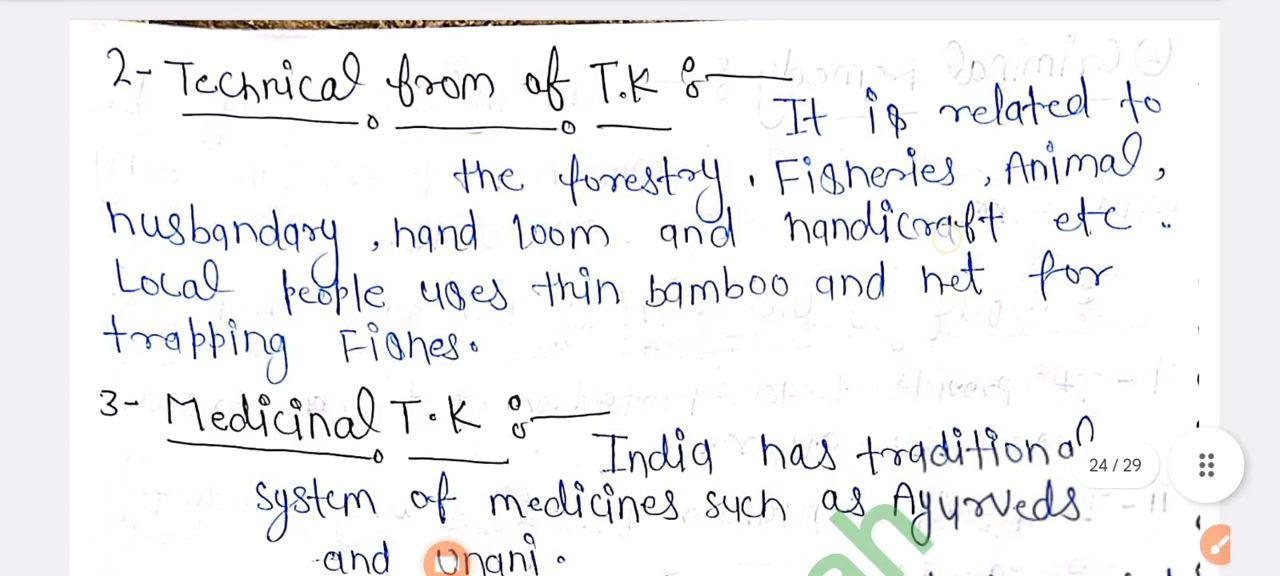 2- Technical from of T.K :-
It is related to
the forestry, Fisheries, Animal,
husbandary, hand loom and handicraft etc.
Local people uses thin bamboo and net for
trapping Fishes.
3- Medicinal T.K :-
India has traditional
24 / 29
system of medicines such as Ayurveds
and Unani.